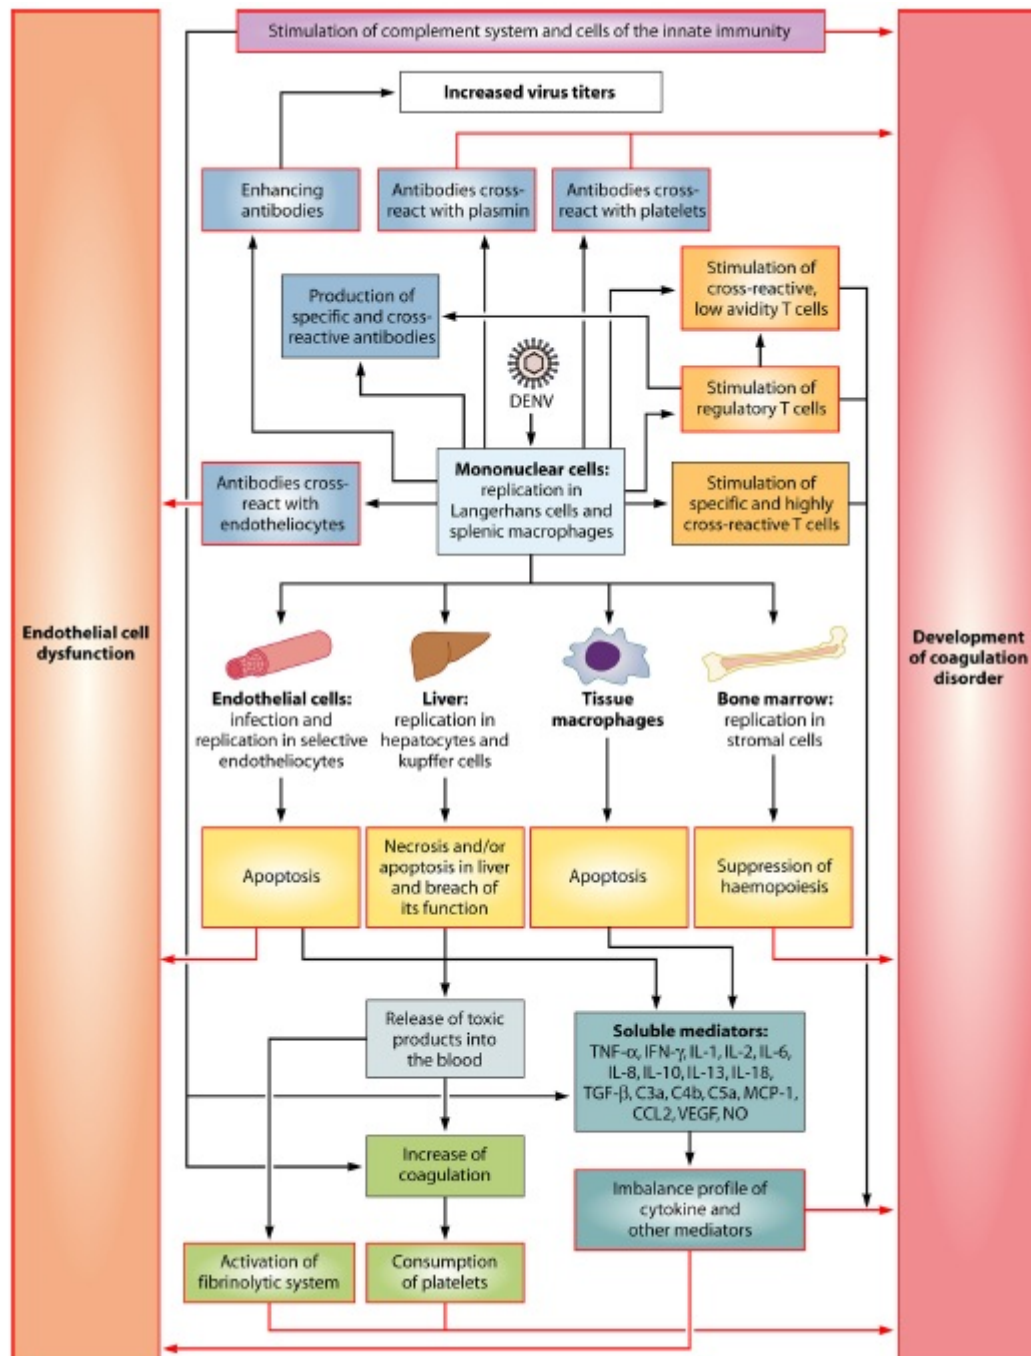 Stimulation of complement system and cells of the innate immunity
Increased virus titers
Enhancing
antibodies
Antibodies cross-
react with plasmin
Antibodies cross-
react with platelets
Stimulation of
cross-reactive,
low avidity T cells
Production of
specific and cross-
reactive antibodies
DENV
Stimulation of
regulatory T cells
Mononuclear cells:
replication in
Langerhans cells and
splenic macrophages
Antibodies cross-
react with
endotheliocytes
Stimulation of
specific and highly
cross-reactive T cells
Endothelial cell
dysfunction
Development
of coagulation
disorder
Endothelial cells:
infection and
replication in selective
endotheliocytes
Liver:
replication in
hepatocytes and
kupffer cells
Tissue
macrophages
Bone marrow:
replication in
stromal cells
Apoptosis
Necrosis and/or
apoptosis in liver
and breach of
its function
Apoptosis
Suppression of
haemopoiesis
Release of toxic
products into
the blood
Soluble mediators:
TNF-α, IFN-γ, IL-1, IL-2, IL-6,
IL-8, IL-10, IL-13, IL-18,
TGF-β, C3a, C4b, C5a, MCP-1,
CCL2, VEGF, NO
Increase of
coagulation
Imbalance profile of
cytokine and
other mediators
Activation of
fibrinolytic system
Consumption
of platelets